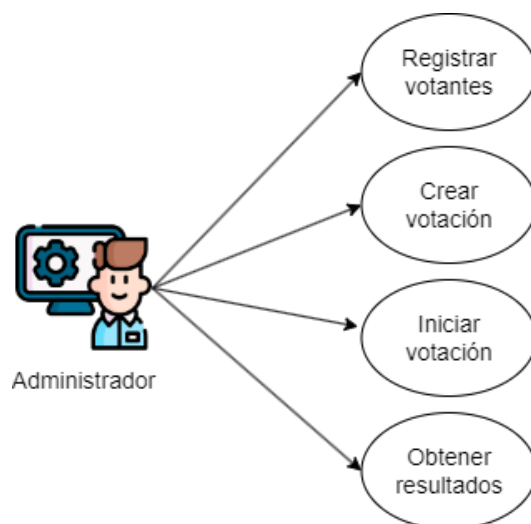 Registrar
votantes
Crear
votación
Iniciar
votación
Administrador
Obtener
resultados